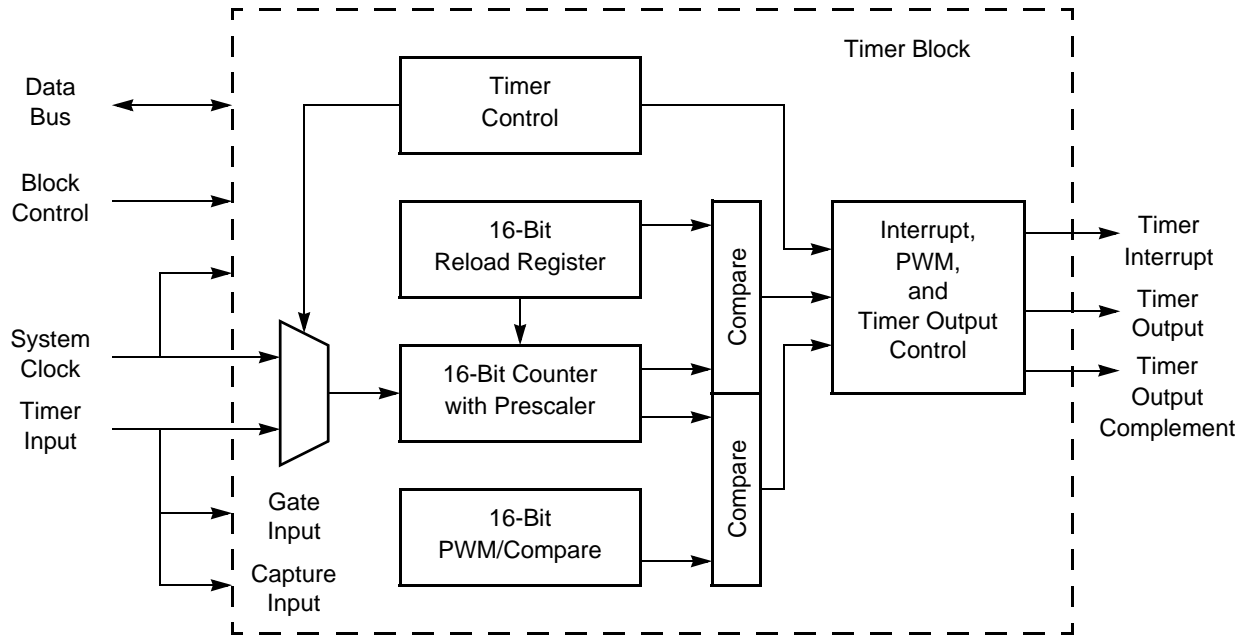 Timer Block
Data
Bus
Block
Control
System
Clock
Timer
Input
Gate
Input
Capture
Input
Timer
Control
16-Bit
Reload Register
16-Bit Counter
with Prescaler
16-Bit
PWM/Compare
Compare
Compare
Interrupt,
PWM,
and
Timer Output
Control
Timer
Interrupt
Timer
Output
Timer
Output
Complement